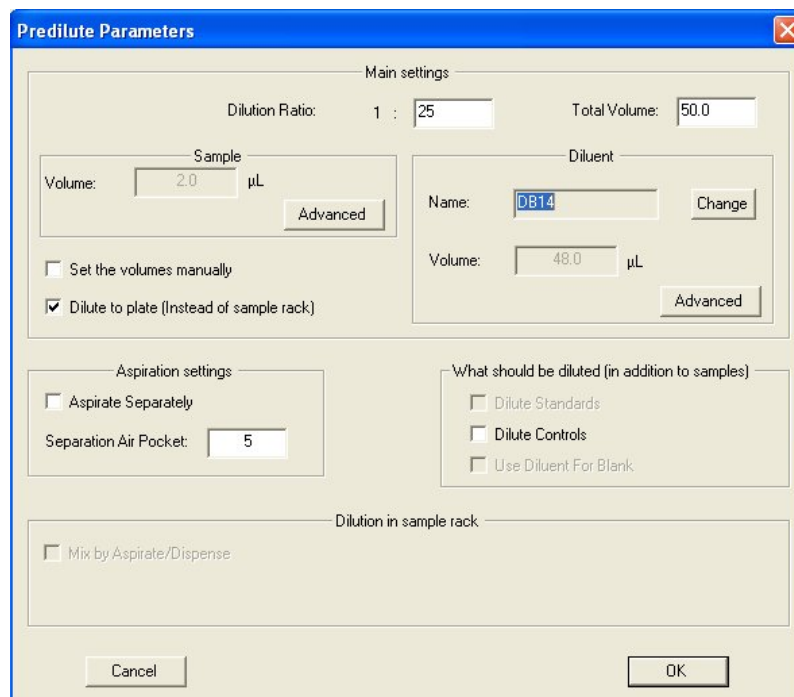 Predilute Parameters
Main settings
Dilution Ratio: 1 : 25 Total Volume: 50.0
Sample
Volume: 2.0 µL
Advanced
Set the volumes manually
Dilute to plate (Instead of sample rack)
Diluent
Name: DB14 Change
Volume: 48.0 µL
Advanced
Aspiration settings
Aspirate Separately
Separation Air Pocket: 5
What should be diluted (in addition to samples)
Dilute Standards
Dilute Controls
Use Diluent For Blank
Dilution in sample rack
Mix by Aspirate/Dispense
Cancel OK